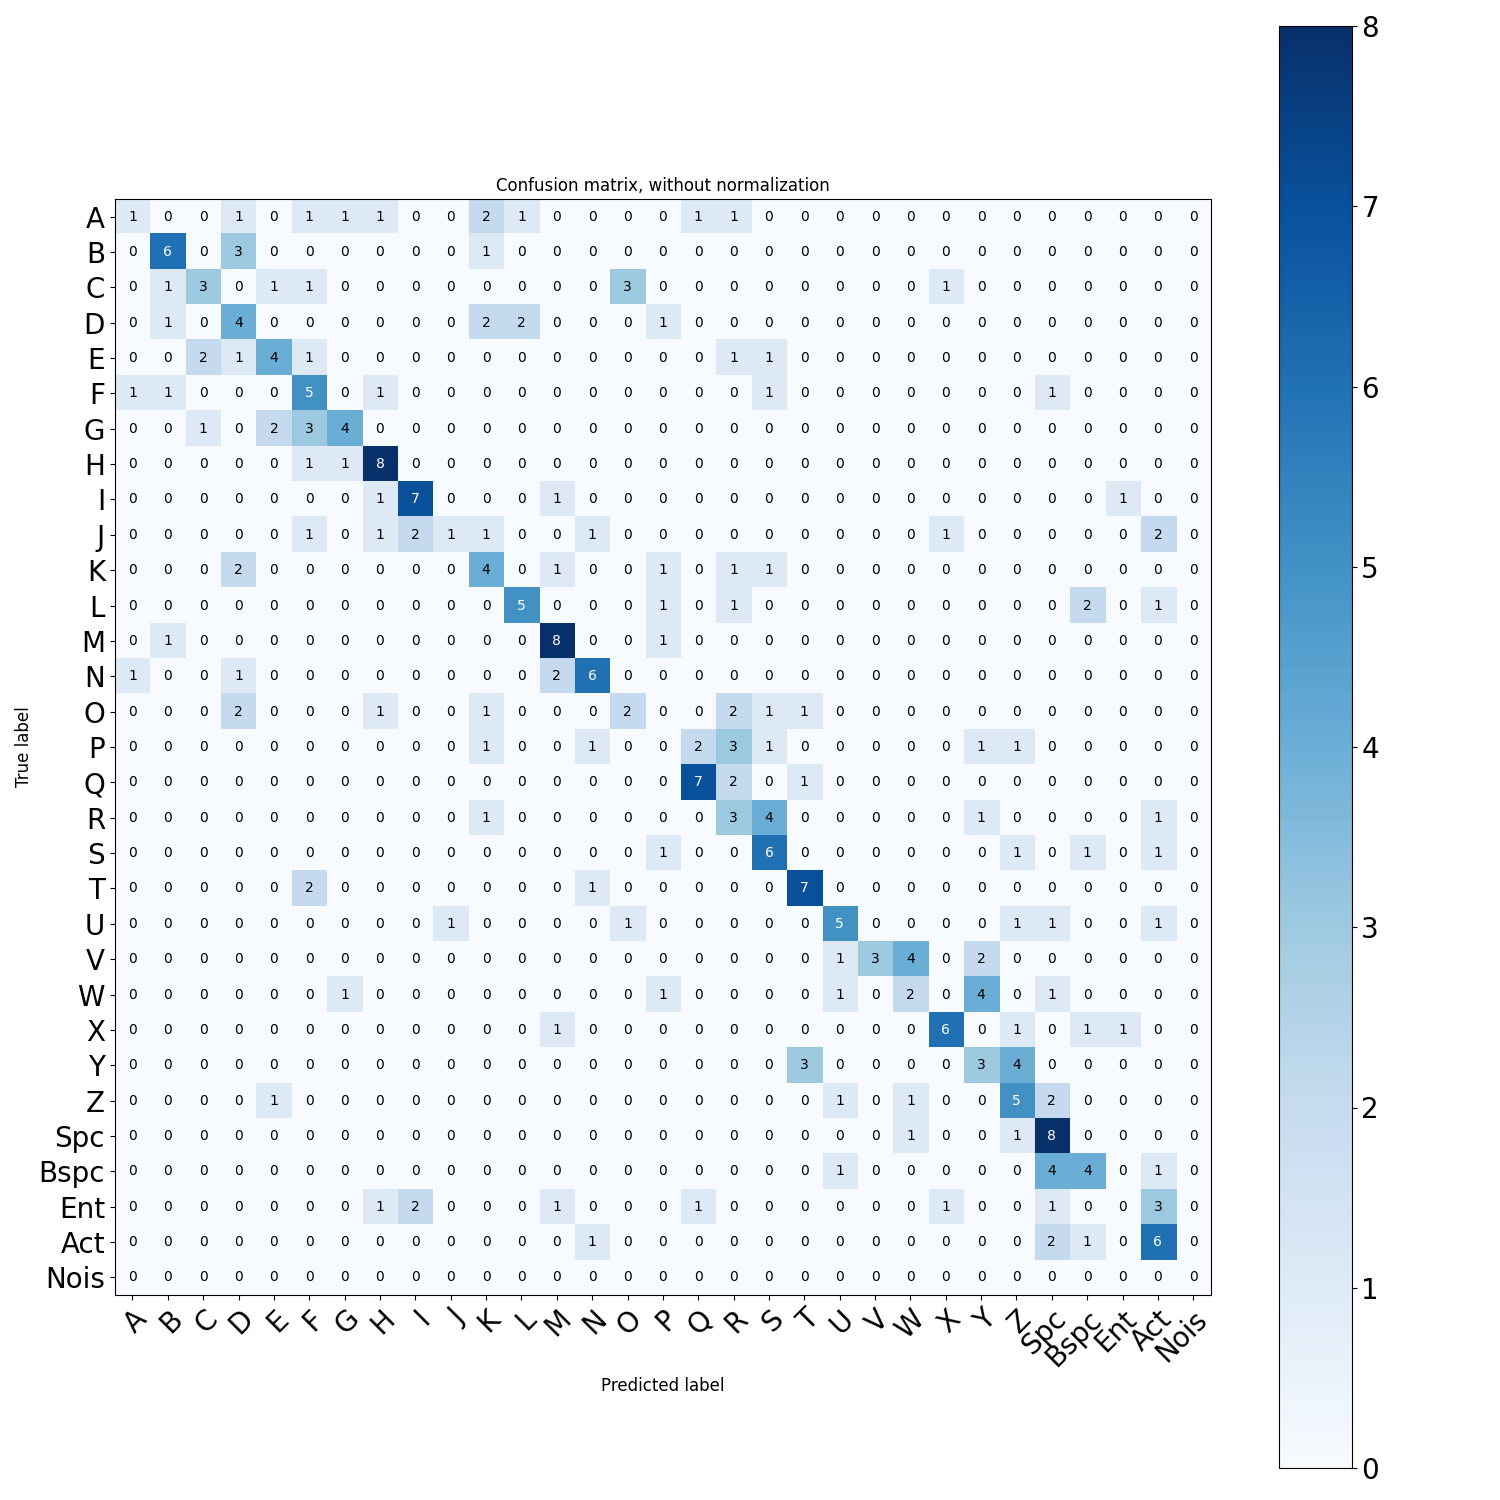 Confusion matrix, without normalization
A 1 0 0 1 0 1 1 1 0 0 2 1 0 0 0 0 1 1 0 0 0 0 0 0 0 0 0 0 0 0 0
B 0 6 0 3 0 0 0 0 0 0 1 0 0 0 0 0 0 0 0 0 0 0 0 0 0 0 0 0 0 0 0
C 0 1 3 0 1 1 0 0 0 0 0 0 0 0 3 0 0 0 0 0 0 0 0 1 0 0 0 0 0 0 0
D 0 1 0 4 0 0 0 0 0 0 2 2 0 0 0 1 0 0 0 0 0 0 0 0 0 0 0 0 0 0 0
E 0 0 2 1 4 1 0 0 0 0 0 0 0 0 0 0 0 1 1 0 0 0 0 0 0 0 0 0 0 0 0
F 1 1 0 0 0 5 0 1 0 0 0 0 0 0 0 0 0 0 1 0 0 0 0 0 0 0 1 0 0 0 0
G 0 0 1 0 2 3 4 0 0 0 0 0 0 0 0 0 0 0 0 0 0 0 0 0 0 0 0 0 0 0 0
H 0 0 0 0 0 1 1 8 0 0 0 0 0 0 0 0 0 0 0 0 0 0 0 0 0 0 0 0 0 0 0
I 0 0 0 0 0 0 0 1 7 0 0 0 1 0 0 0 0 0 0 0 0 0 0 0 0 0 0 0 1 0 0
J 0 0 0 0 0 1 0 1 2 1 1 0 0 1 0 0 0 0 0 0 0 0 0 1 0 0 0 0 0 2 0
K 0 0 0 2 0 0 0 0 0 0 4 0 1 0 0 1 0 1 1 0 0 0 0 0 0 0 0 0 0 0 0
L 0 0 0 0 0 0 0 0 0 0 0 5 0 0 0 1 0 1 0 0 0 0 0 0 0 0 0 2 0 1 0
M 0 1 0 0 0 0 0 0 0 0 0 0 8 0 0 1 0 0 0 0 0 0 0 0 0 0 0 0 0 0 0
N 1 0 0 1 0 0 0 0 0 0 0 0 2 6 0 0 0 0 0 0 0 0 0 0 0 0 0 0 0 0 0
O 0 0 0 2 0 0 0 1 0 0 1 0 0 0 2 0 0 2 1 1 0 0 0 0 0 0 0 0 0 0 0
P 0 0 0 0 0 0 0 0 0 0 1 0 0 1 0 0 2 3 1 0 0 0 0 0 1 1 0 0 0 0 0
Q 0 0 0 0 0 0 0 0 0 0 0 0 0 0 0 0 7 2 0 1 0 0 0 0 0 0 0 0 0 0 0
R 0 0 0 0 0 0 0 0 0 0 1 0 0 0 0 0 0 3 4 0 0 0 0 0 1 0 0 0 0 1 0
S 0 0 0 0 0 0 0 0 0 0 0 0 0 0 0 1 0 0 6 0 0 0 0 0 0 1 0 1 0 1 0
T 0 0 0 0 0 2 0 0 0 0 0 0 0 1 0 0 0 0 0 7 0 0 0 0 0 0 0 0 0 0 0
U 0 0 0 0 0 0 0 0 0 1 0 0 0 0 1 0 0 0 0 0 5 0 0 0 0 1 1 0 0 1 0
V 0 0 0 0 0 0 0 0 0 0 0 0 0 0 0 0 0 0 0 0 1 3 4 0 2 0 0 0 0 0 0
W 0 0 0 0 0 0 1 0 0 0 0 0 0 0 0 1 0 0 0 0 1 0 2 0 4 0 1 0 0 0 0
X 0 0 0 0 0 0 0 0 0 0 0 0 1 0 0 0 0 0 0 0 0 0 0 6 0 1 0 1 1 0 0
Y 0 0 0 0 0 0 0 0 0 0 0 0 0 0 0 0 0 0 0 3 0 0 0 0 3 4 0 0 0 0 0
Z 0 0 0 0 1 0 0 0 0 0 0 0 0 0 0 0 0 0 0 0 1 0 1 0 0 5 2 0 0 0 0
Spc 0 0 0 0 0 0 0 0 0 0 0 0 0 0 0 0 0 0 0 0 0 0 1 0 0 1 8 0 0 0 0
Bspc 0 0 0 0 0 0 0 0 0 0 0 0 0 0 0 0 0 0 0 0 1 0 0 0 0 0 4 4 0 1 0
Ent 0 0 0 0 0 0 0 1 2 0 0 0 1 0 0 0 1 0 0 0 0 0 0 1 0 0 1 0 0 3 0
Act 0 0 0 0 0 0 0 0 0 0 0 0 0 1 0 0 0 0 0 0 0 0 0 0 0 0 2 1 0 6 0
Nois 0 0 0 0 0 0 0 0 0 0 0 0 0 0 0 0 0 0 0 0 0 0 0 0 0 0 0 0 0 0 0
A B C D E F G H I J K L M N O P Q R S T U V W X Y Z Spc Bspc Ent Act Nois
Predicted label
True label
8
7
6
5
4
3
2
1
0